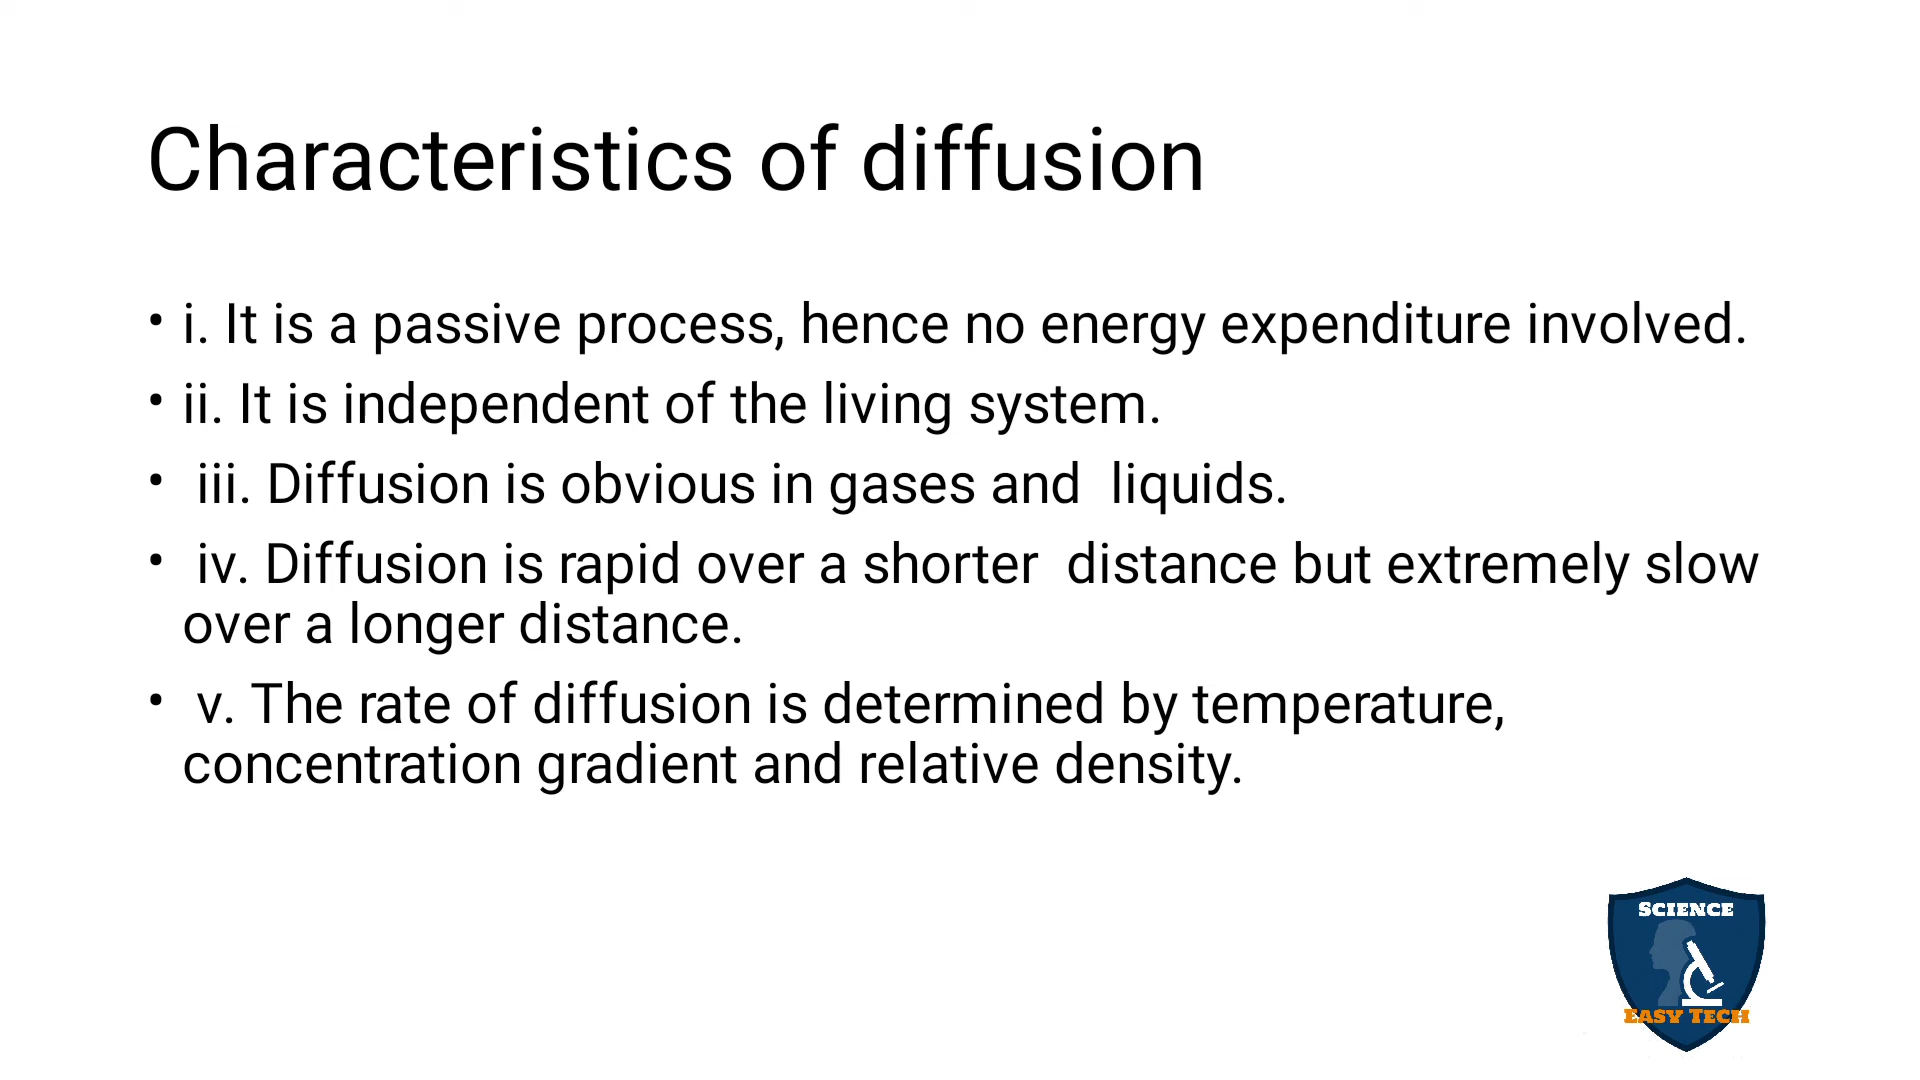 Characteristics of diffusion
• i. It is a passive process, hence no energy expenditure involved.
• ii. It is independent of the living system.
• iii. Diffusion is obvious in gases and  liquids.
• iv. Diffusion is rapid over a shorter  distance but extremely slow
over a longer distance.
• v. The rate of diffusion is determined by temperature,
concentration gradient and relative density.
SCIENCE
EASY TECH